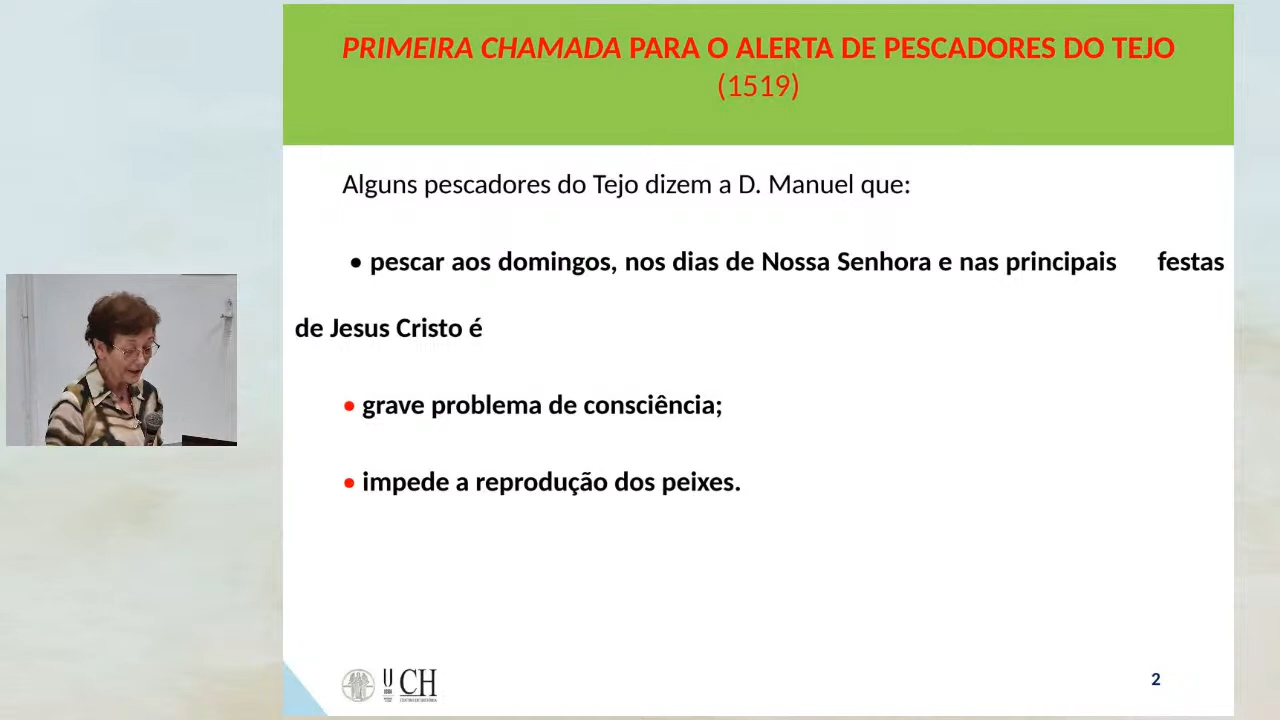 PRIMEIRA CHAMADA PARA O ALERTA DE PESCADORES DO TEJO
(1519)
Alguns pescadores do Tejo dizem a D. Manuel que:
• pescar aos domingos, nos dias de Nossa Senhora e nas principais festas
de Jesus Cristo é
• grave problema de consciência;
• impede a reprodução dos peixes.
U CH
2